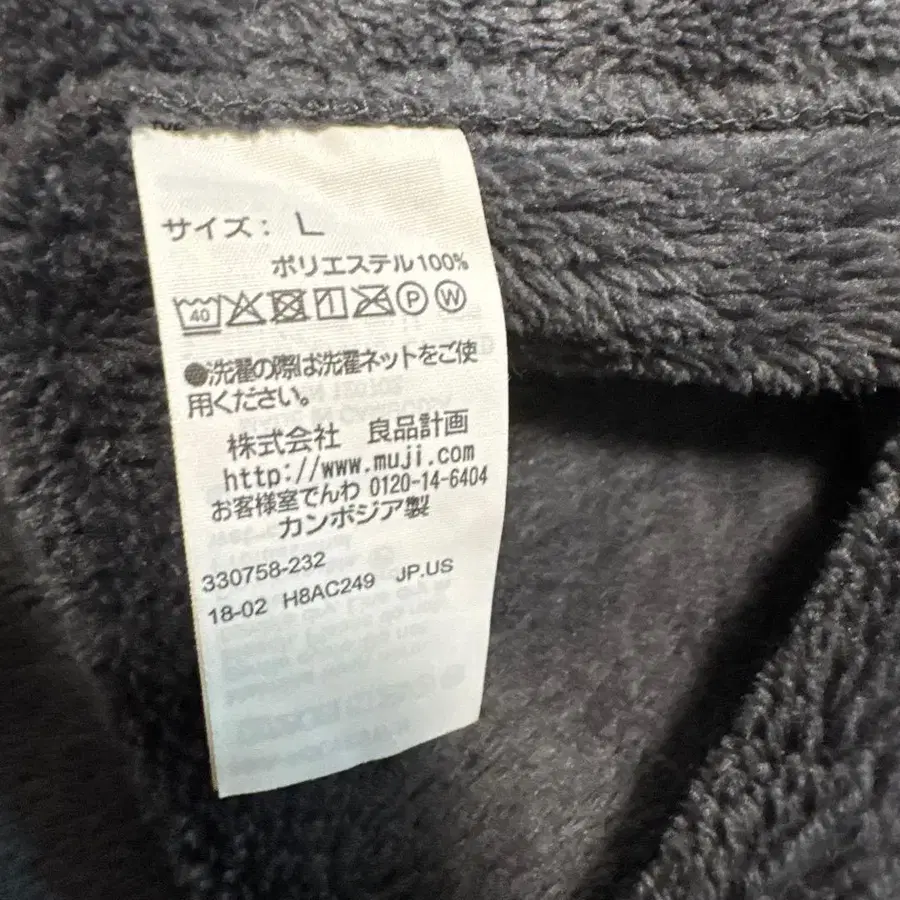 サイズ： L
ポリエステル100%
40 P W
●洗濯の際は洗濯ネットをご使
用ください。
株式会社 良品計画
http://www.muji.com
お客様室でんわ 0120-14-6404
カンボジア製
330758-232
18-02 H8AC249 JP.US